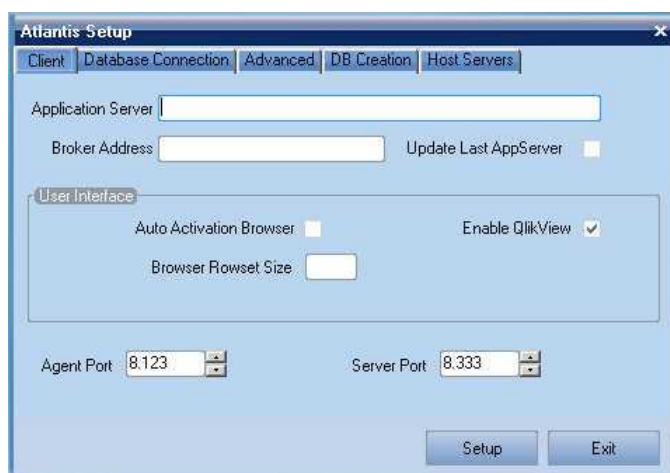 Atlantis Setup
Client Database Connection Advanced DB Creation Host Servers
Application Server
Broker Address Update Last AppServer
User Interface
Auto Activation Browser Enable QlikView
Browser Rowset Size
Agent Port 8.123 Server Port 8.333
Setup Exit